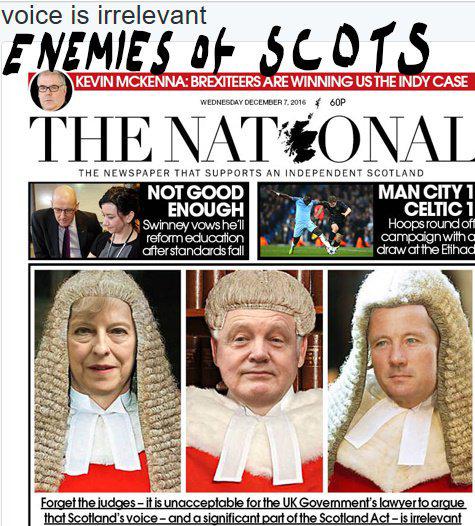 voice is irrelevant
ENEMIES Of SCOTS
KEVIN MCKENNA: BREXITEERS ARE WINNING US THE INDY CASE
WEDNESDAY DECEMBER 7, 2016 60P
THE NATIONAL
THE NEWSPAPER THAT SUPPORTS AN INDEPENDENT SCOTLAND
NOT GOOD
ENOUGH
Swinney vows he'll
reform education
after standards fall
MAN CITY 1
CELTIC 1
Hoops round off
campaign with a
draw at the Etihad
Forget the judges – it is unacceptable for the UK Government's lawyer to argue
that Scotland's voice – and a significant part of the Scotland Act – is irrelevant